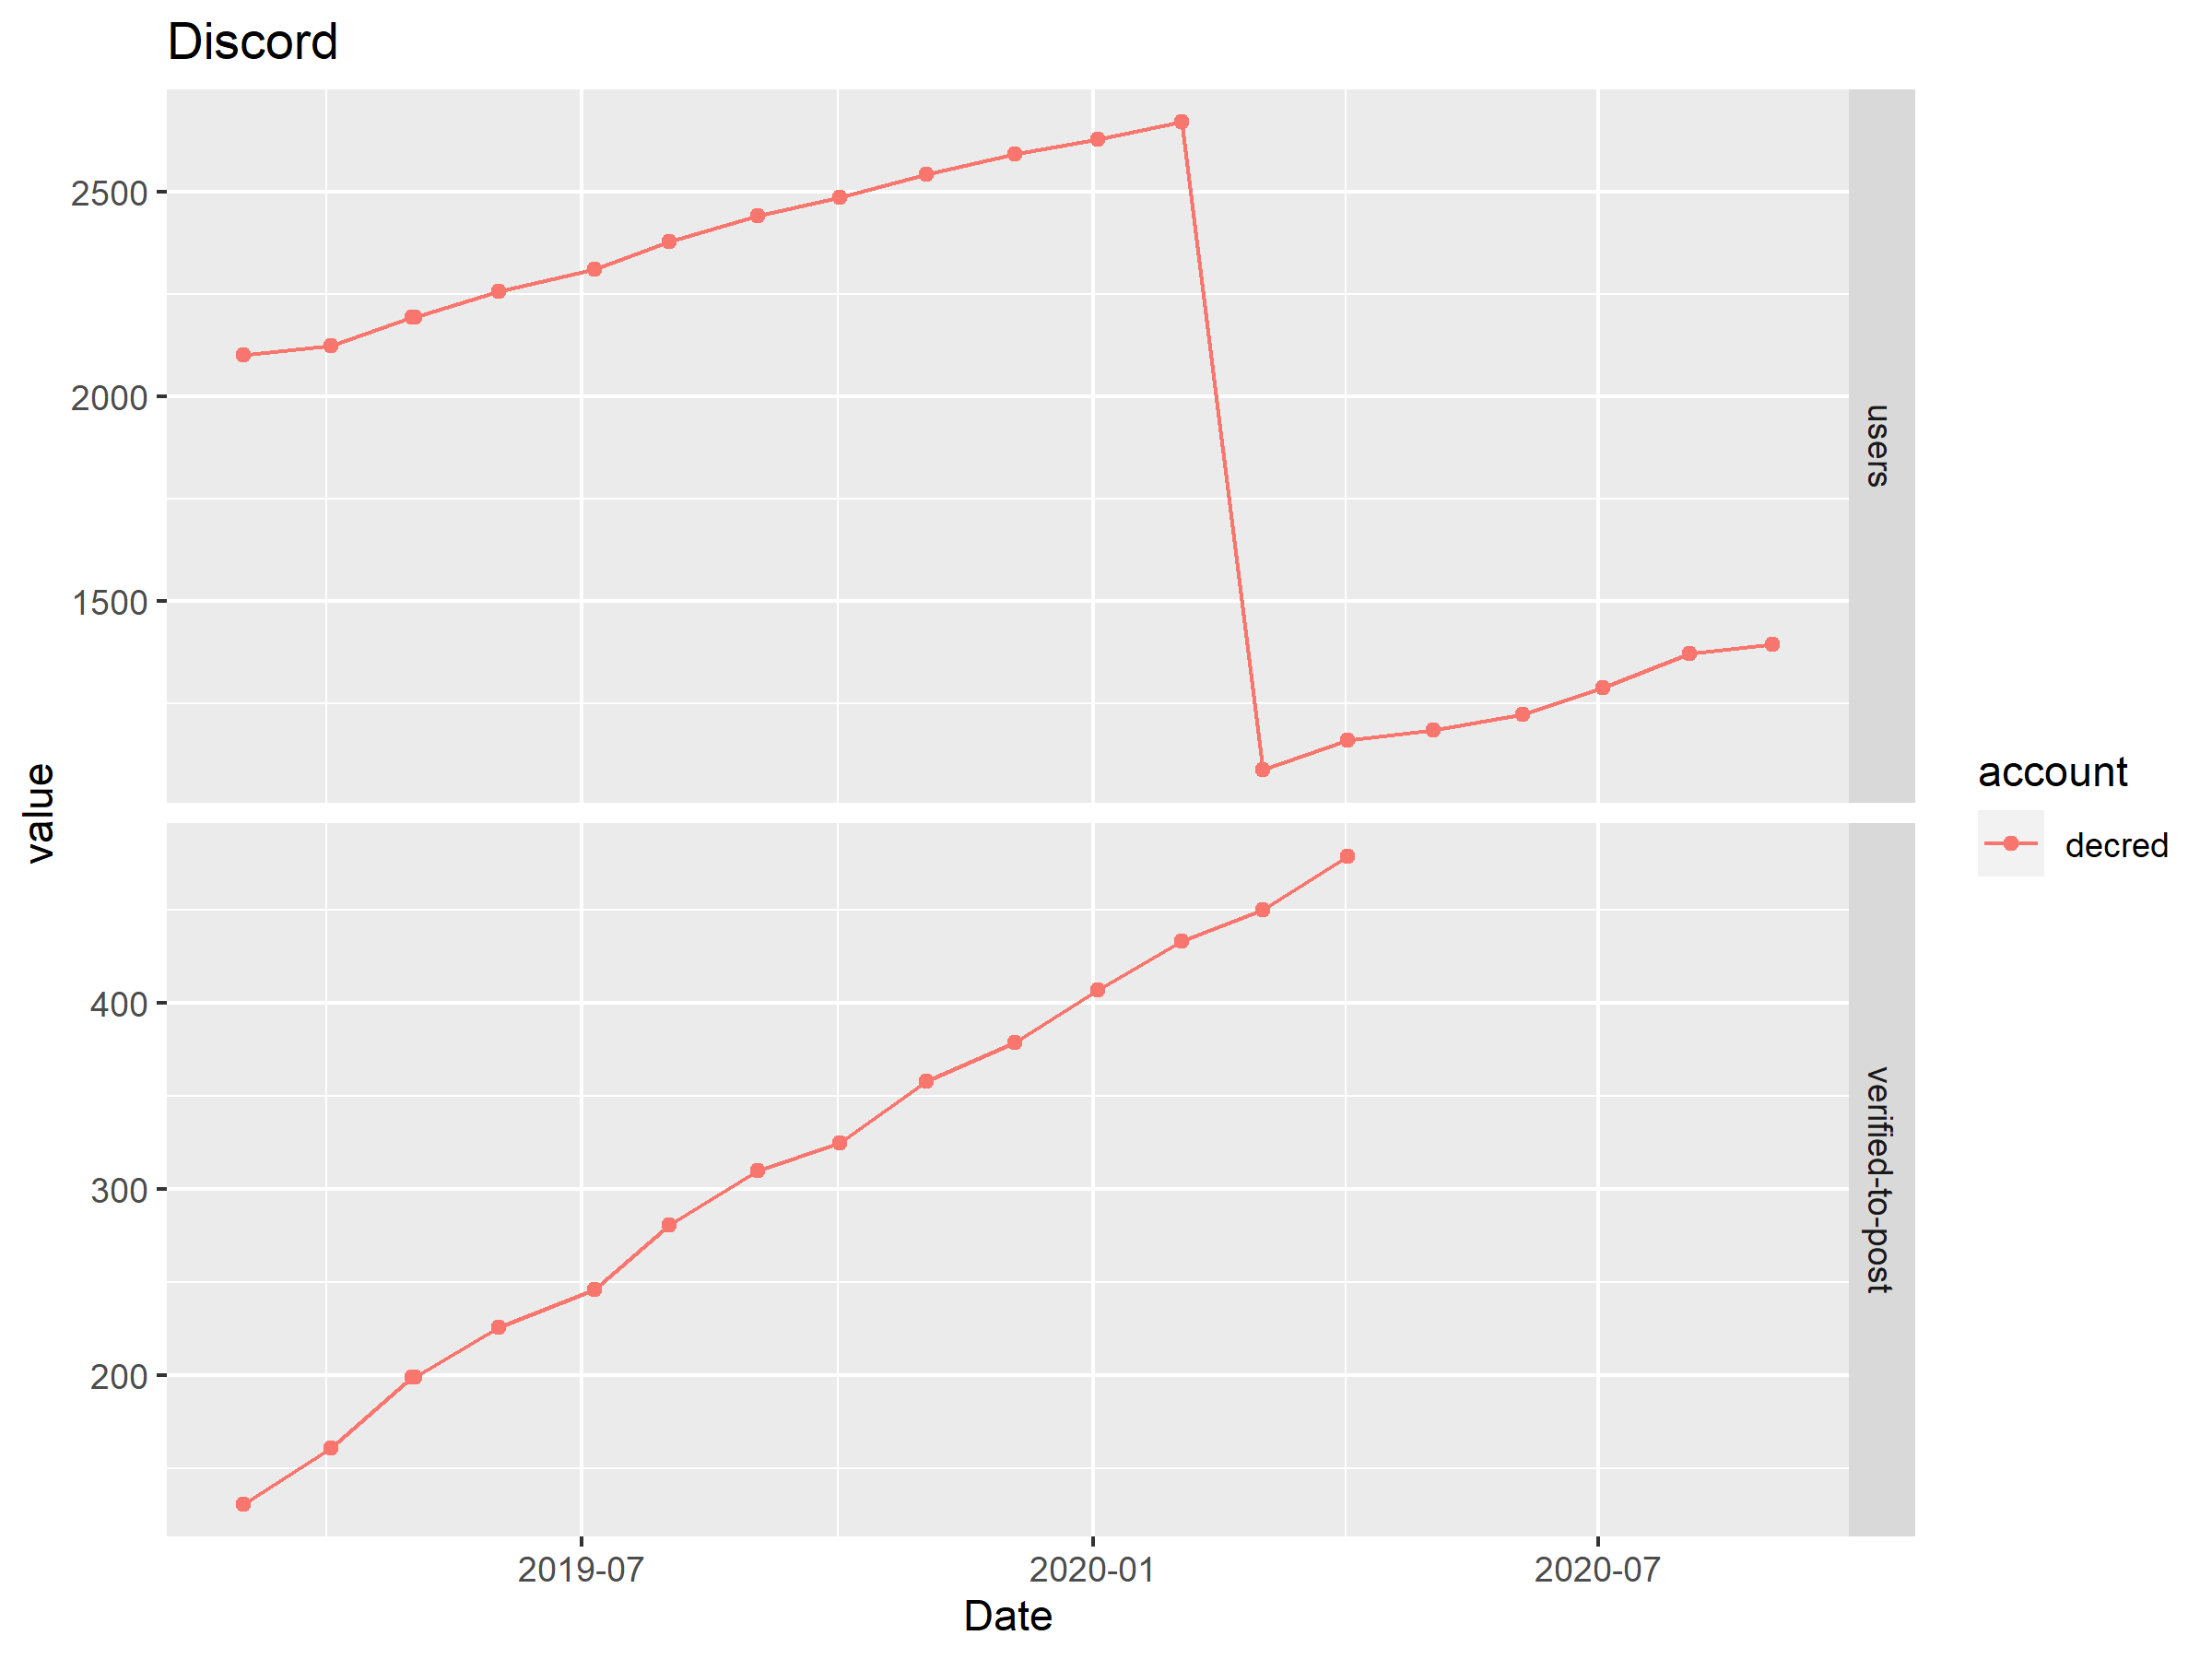 Discord
2500
2000
1500
users
value
400
300
200
verified-to-post
2019-07
2020-01
2020-07
Date
account
decred